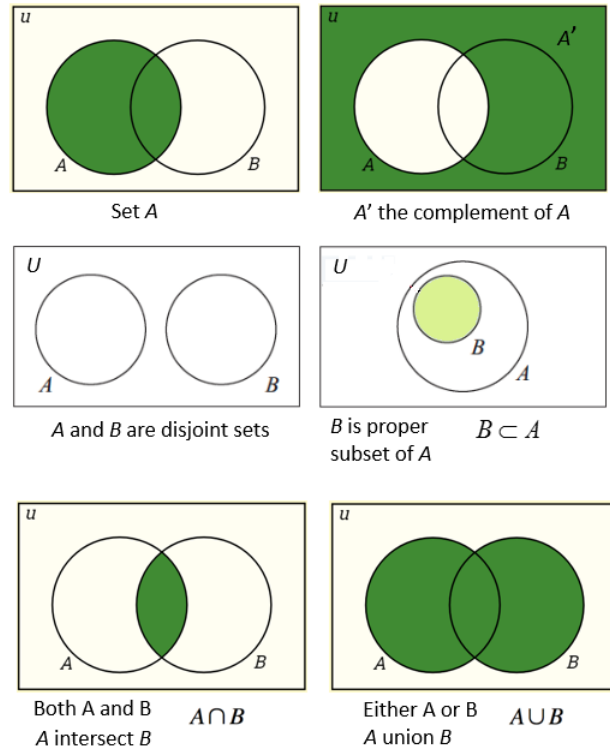 u
A
B
Set A
u
A’
A
B
A’ the complement of A
U
A
B
A and B are disjoint sets
U
B
A
B is proper
subset of A
B ⊂ A
u
A
B
Both A and B
A intersect B
A∩B
u
A
B
Either A or B
A union B
A∪B